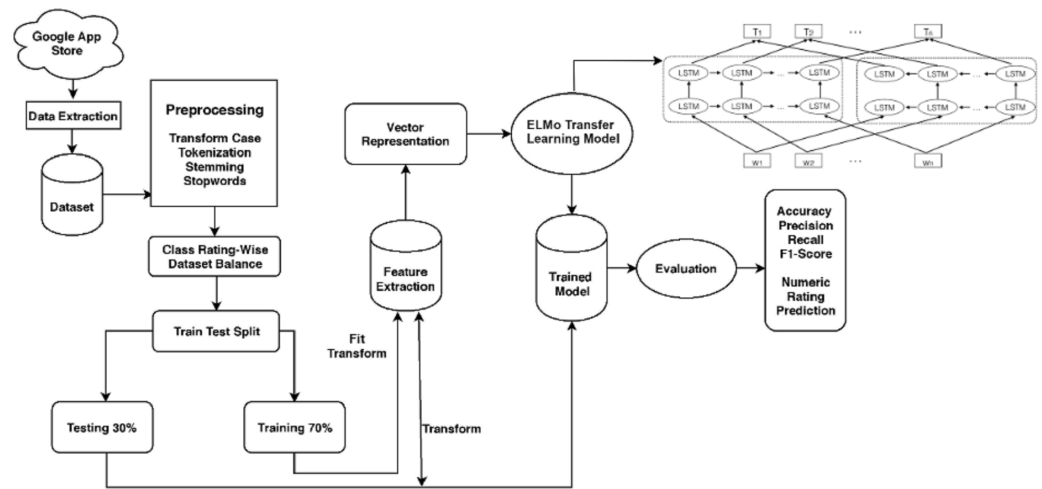 Google App
Store
Data Extraction
Dataset
Preprocessing
Transform Case
Tokenization
Stemming
Stopwords
Class Rating-Wise
Dataset Balance
Train Test Split
Testing 30%
Training 70%
Fit
Transform
Transform
Feature
Extraction
Vector
Representation
ELMo Transfer
Learning Model
Trained
Model
Evaluation
Accuracy
Precision
Recall
F1-Score
Numeric
Rating
Prediction
T1 T2 ... Tn
LSTM LSTM ... LSTM LSTM LSTM ... LSTM
LSTM LSTM ... LSTM LSTM LSTM ... LSTM
w1 w2 ... wn